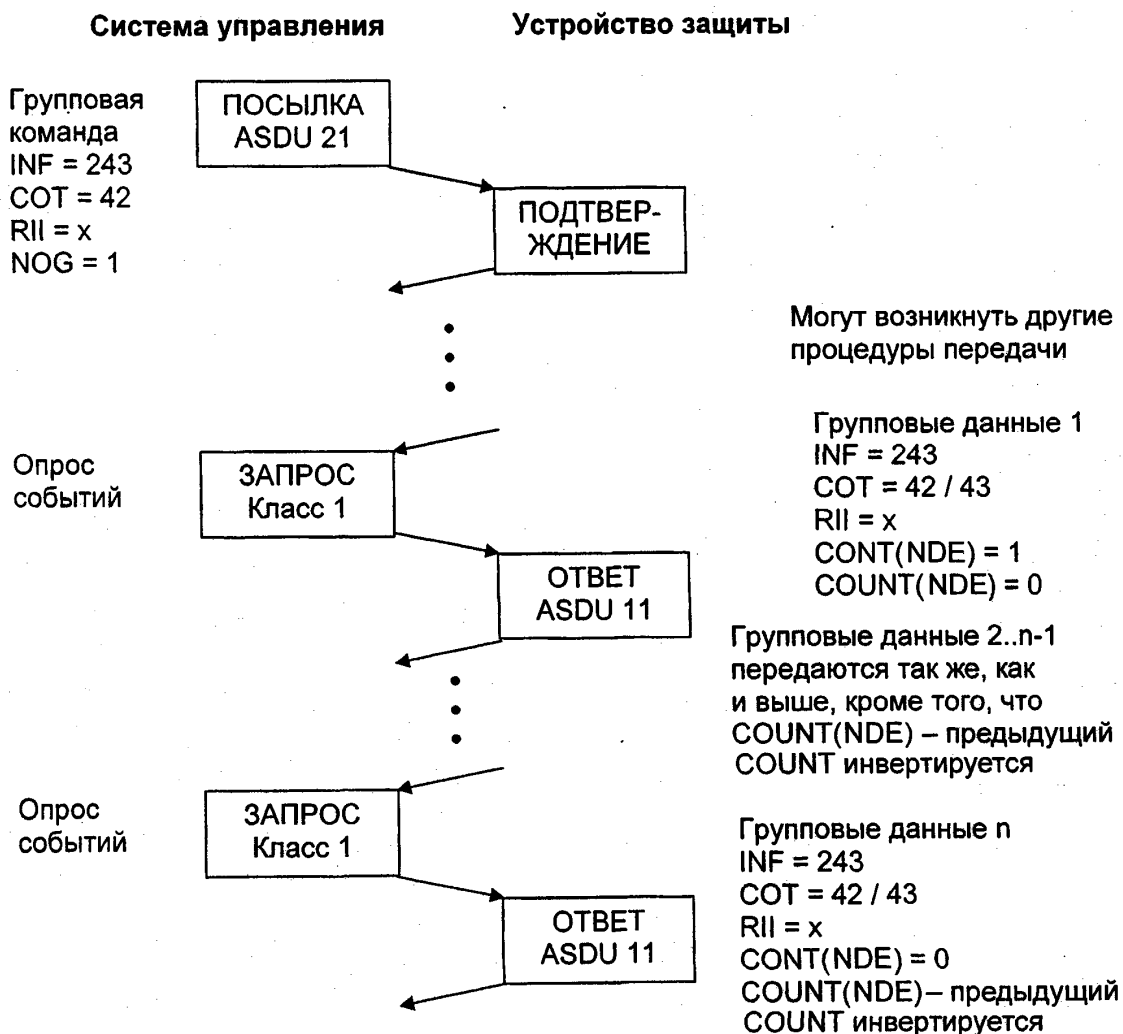 Система управления
Устройство защиты
Групповая
команда
INF = 243
COT = 42
RII = x
NOG = 1
ПОСЫЛКА
ASDU 21
ПОДТВЕР-
ЖДЕНИЕ
Могут возникнуть другие
процедуры передачи
Опрос
событий
ЗАПРОС
Класс 1
Групповые данные 1
INF = 243
COT = 42 / 43
RII = x
CONT(NDE) = 1
COUNT(NDE) = 0
ОТВЕТ
ASDU 11
Групповые данные 2..n-1
передаются так же, как
и выше, кроме того, что
COUNT(NDE) – предыдущий
COUNT инвертируется
Опрос
событий
ЗАПРОС
Класс 1
Групповые данные n
INF = 243
COT = 42 / 43
RII = x
CONT(NDE) = 0
COUNT(NDE) – предыдущий
COUNT инвертируется
ОТВЕТ
ASDU 11